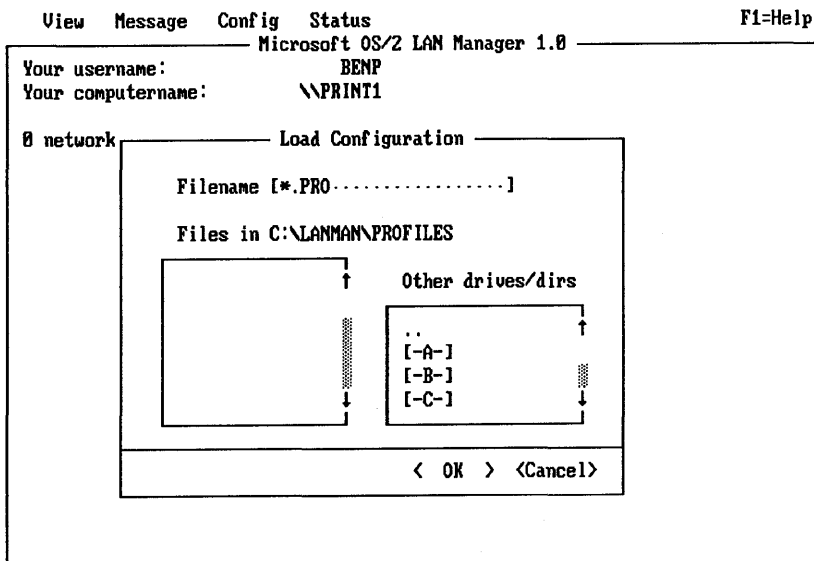 View Message Config Status F1=Help
Microsoft OS/2 LAN Manager 1.0
Your username: BENP
Your computername: \\PRINT1
0 network
Load Configuration
Filename [*.PRO·················]
Files in C:\LANMAN\PROFILES
Other drives/dirs
..
[-A-]
[-B-]
[-C-]
< OK > <Cancel>